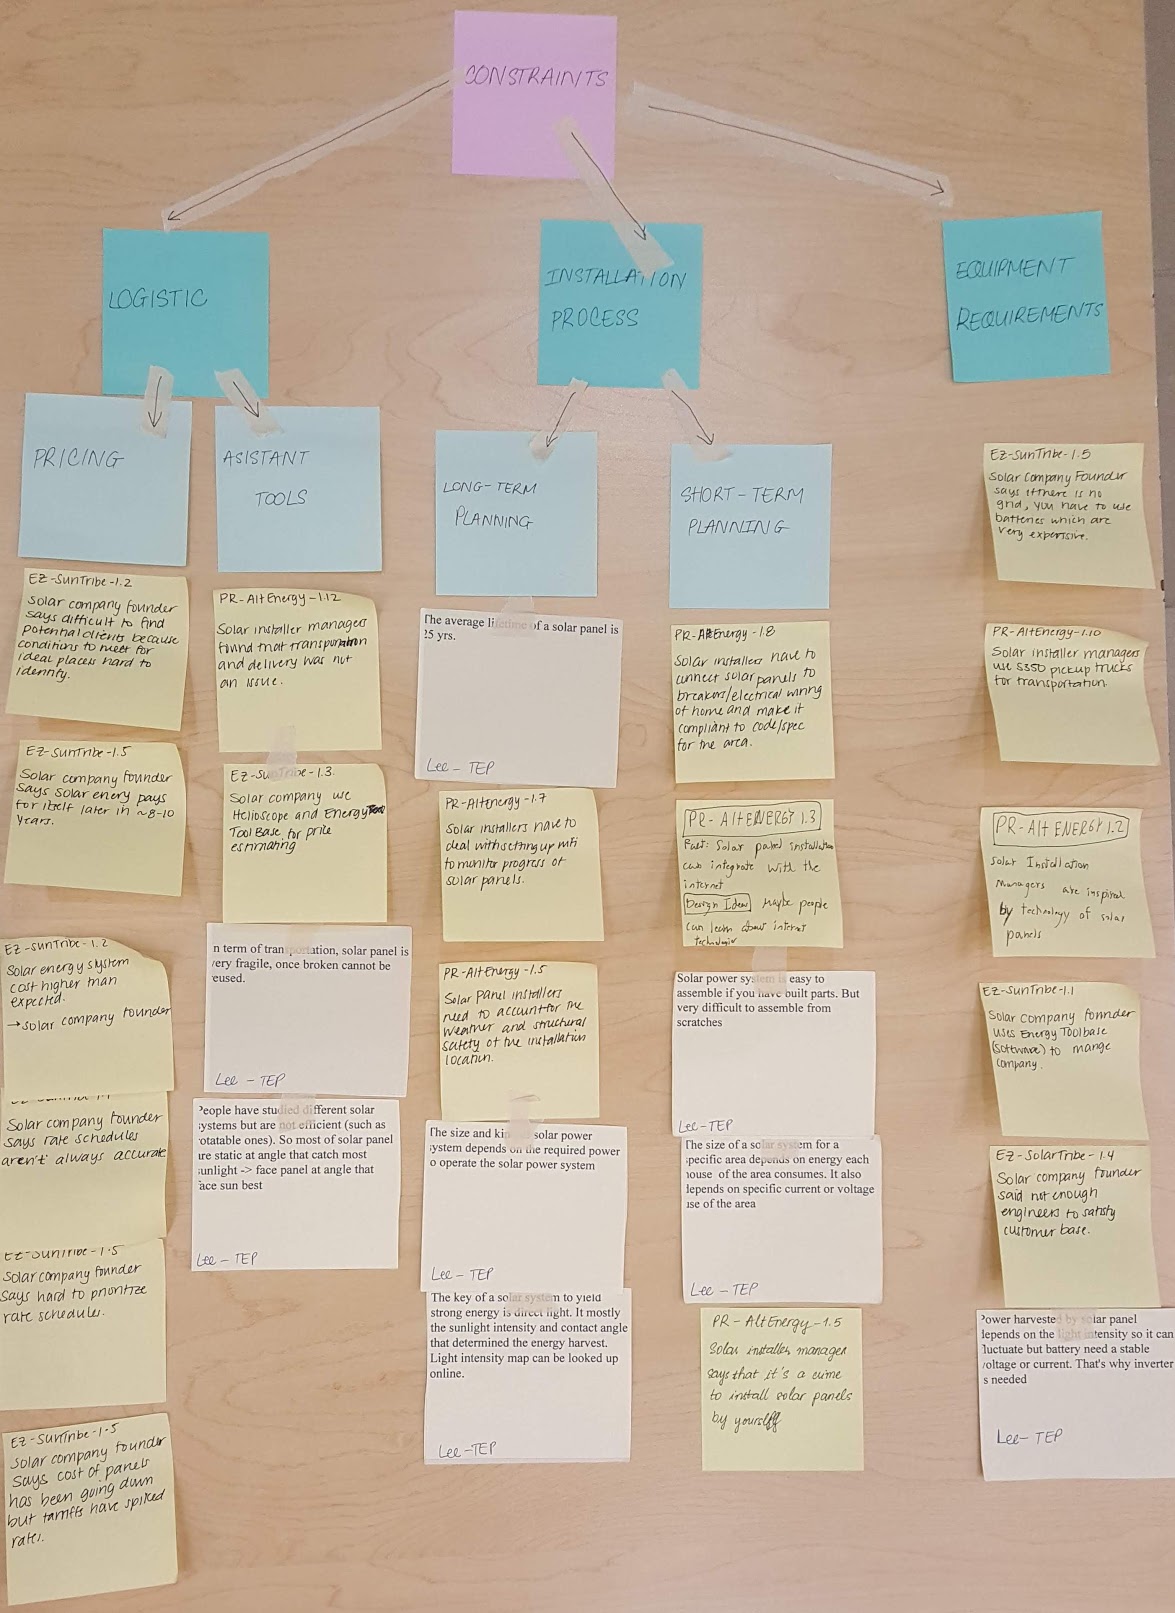 CONSTRAINTS
LOGISTIC
INSTALLATION
PROCESS
EQUIPMENT
REQUIREMENTS
PRICING
ASISTANT
TOOLS
LONG-TERM
PLANNING
SHORT-TERM
PLANNING
EZ-SunTribe-1.2
Solar company founder
says difficult to find
potential clients because
conditions to meet for
ideal places hard to
identify.
EZ-SunTribe-1.5
Solar company founder
says solar enery pays
for itself later in ~8-10
years.
EZ-SunTribe-1.2
Solar energy system
cost higher than
expected.
→solar company founder
Solar company founder
says rate schedules
aren't always accurate
EZ-SunTribe-1.5
Solar company founder
says hard to prioritize
rate schedules.
EZ-SunTribe-1.5
Solar company founder
says cost of panels
has been going down
but tarrifs have spiked
rates.
PR-AltEnergy-1.12
Solar installer managers
found that transportation
and delivery was not
an issue.
EZ-SunTribe-1.3
Solar company use
Helioscope and Energy
Tool Base for price
estimating
n term of transportation, solar panel is
very fragile, once broken cannot be
reused.
Lee-TEP
People have studied different solar
systems but are not efficient (such as
rotatable ones). So most of solar panel
are static at angle that catch most
sunlight -> face panel at angle that
face sun best
Lee-TEP
The average lifetime of a solar panel is
25 yrs.
Lee-TEP
PR-AltEnergy-1.7
Solar installers have to
deal with setting up wifi
to monitor progress of
solar panels.
PR-AltEnergy-1.5
Solar panel installers
need to account for the
weather and structural
safety of the installation
location.
The size and kind solar power
system depends on the required power
to operate the solar power system
Lee-TEP
The key of a solar system to yield
strong energy is direct light. It mostly
the sunlight intensity and contact angle
that determined the energy harvest.
Light intensity map can be looked up
online.
Lee-TEP
PR-AltEnergy-1.8
Solar installers have to
connect solar panels to
breakers/electrical wiring
of home and make it
compliant to code/spec
for the area.
PR-AltENERGY 1.3
Fact: Solar panel installation
can integrate with the
internet
Design Idea Maybe people
can learn about internet
Solar power system is easy to
assemble if you have built parts. But
very difficult to assemble from
scratches
Lee-TEP
The size of a solar system for a
specific area depends on energy each
house of the area consumes. It also
depends on specific current or voltage
use of the area
Lee-TEP
PR-AltEnergy-1.5
Solar installer manager
says that it's a crime
to install solar panels
by yourself
EZ-SunTribe-1.5
Solar Company Founder
says if there is no
grid, you have to use
batteries which are
very expensive.
PR-AltEnergy-1.10
Solar installer managers
use S350 pickup trucks
for transportation.
PR-AltENERGY 1.2
Solar Installation
Managers are inspired
by technology of solar
panels
EZ-SunTribe-1.1
Solar company founder
uses Energy Toolbase
(software) to mange
company.
EZ-SolarTribe-1.4
Solar company founder
said not enough
engineers to satisfy
customer base.
Power harvested by solar panel
depends on the light intensity so it can
fluctuate but battery need a stable
voltage or current. That's why inverter
is needed
Lee-TEP